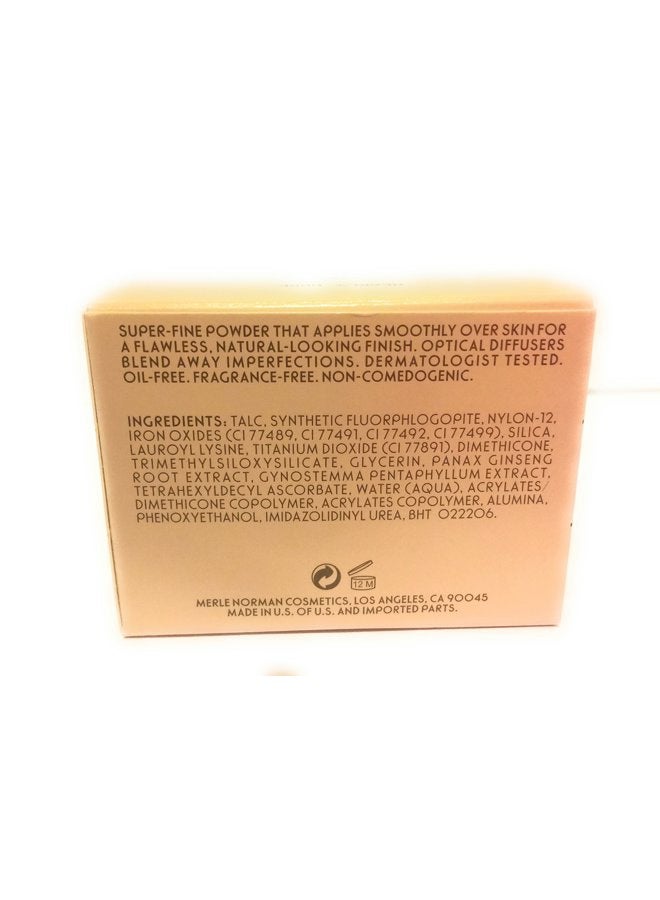 SUPER-FINE POWDER THAT APPLIES SMOOTHLY OVER SKIN FOR
A FLAWLESS, NATURAL-LOOKING FINISH. OPTICAL DIFFUSERS
BLEND AWAY IMPERFECTIONS. DERMATOLOGIST TESTED.
OIL-FREE. FRAGRANCE-FREE. NON-COMEDOGENIC.
INGREDIENTS: TALC, SYNTHETIC FLUORPHLOGOPITE, NYLON-12,
IRON OXIDES (CI 77489, CI 77491, CI 77492, CI 77499), SILICA,
LAUROYL LYSINE, TITANIUM DIOXIDE (CI 77891), DIMETHICONE,
TRIMETHYLSILOXYSILICATE, GLYCERIN, PANAX GINSENG
ROOT EXTRACT, GYNOSTEMMA PENTAPHYLLUM EXTRACT,
TETRAHEXYLDECYL ASCORBATE, WATER (AQUA), ACRYLATES/
DIMETHICONE COPOLYMER, ACRYLATES COPOLYMER, ALUMINA,
PHENOXYETHANOL, IMIDAZOLIDINYL UREA, BHT 022206.
12 M
MERLE NORMAN COSMETICS, LOS ANGELES, CA 90045
MADE IN U.S. OF U.S. AND IMPORTED PARTS.